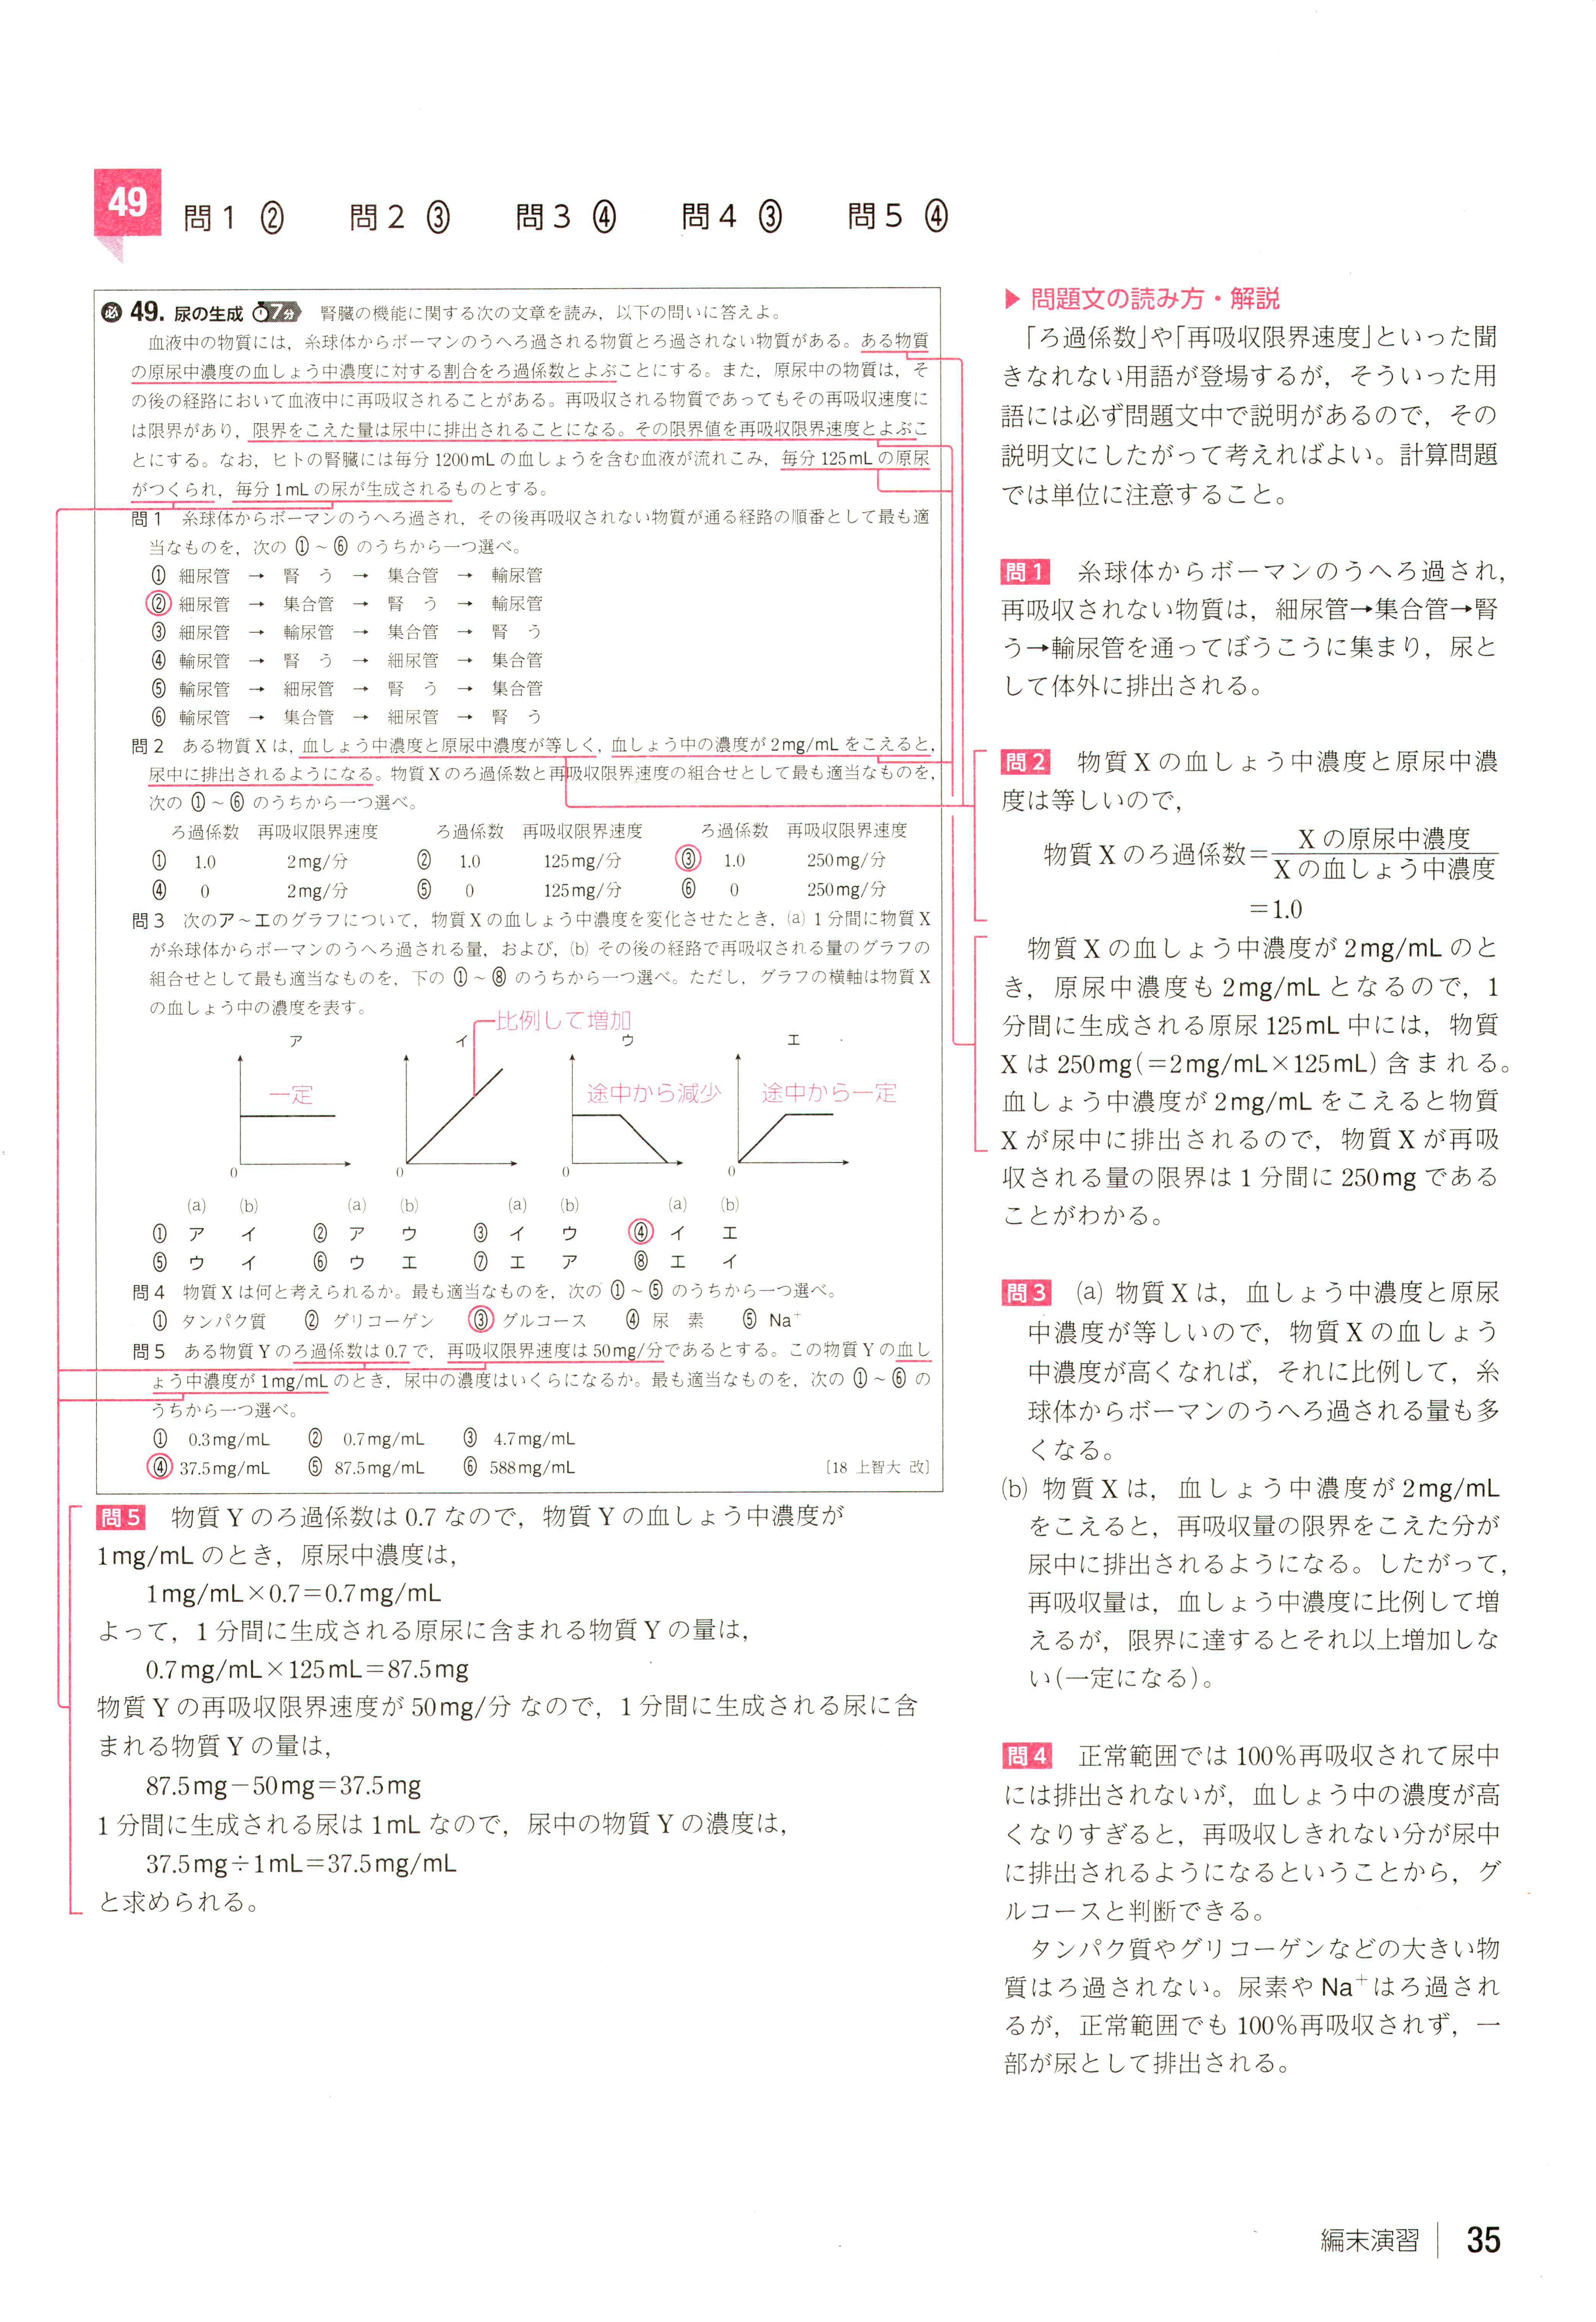 49 問1 ② 問2 ③ 問3 ④ 問4 ③ 問5 ④
必 49. 尿の生成 7分 腎臓の機能に関する次の文章を読み，以下の問いに答えよ。
血液中の物質には，糸球体からボーマンのうへろ過される物質とろ過されない物質がある。ある物質
の原尿中濃度の血しょう中濃度に対する割合をろ過係数とよぶことにする。また，原尿中の物質は，そ
の後の経路において血液中に再吸収されることがある。再吸収される物質であってもその再吸収速度に
は限界があり，限界をこえた量は尿中に排出されることになる。その限界値を再吸収限界速度とよぶこ
とにする。なお，ヒトの腎臓には毎分1200mLの血しょうを含む血液が流れこみ，毎分125mLの原尿
がつくられ，毎分1mLの尿が生成されるものとする。
問1 糸球体からボーマンのうへろ過され，その後再吸収されない物質が通る経路の順番として最も適
当なものを，次の①～⑥のうちから一つ選べ。
① 細尿管 → 腎う → 集合管 → 輸尿管
② 細尿管 → 集合管 → 腎う → 輸尿管
③ 細尿管 → 輸尿管 → 集合管 → 腎う
④ 輸尿管 → 腎う → 細尿管 → 集合管
⑤ 輸尿管 → 細尿管 → 腎う → 集合管
⑥ 輸尿管 → 集合管 → 細尿管 → 腎う
問2 ある物質Xは，血しょう中濃度と原尿中濃度が等しく，血しょう中の濃度が2mg/mLをこえると，
尿中に排出されるようになる。物質Xのろ過係数と再吸収限界速度の組合せとして最も適当なものを，
次の①～⑥のうちから一つ選べ。
ろ過係数 再吸収限界速度 ろ過係数 再吸収限界速度 ろ過係数 再吸収限界速度
① 1.0 2mg/分 ② 1.0 125mg/分 ③ 1.0 250mg/分
④ 0 2mg/分 ⑤ 0 125mg/分 ⑥ 0 250mg/分
問3 次のア～エのグラフについて，物質Xの血しょう中濃度を変化させたとき，(a) 1分間に物質X
が糸球体からボーマンのうへろ過される量，および，(b) その後の経路で再吸収される量のグラフの
組合せとして最も適当なものを，下の①～⑧のうちから一つ選べ。ただし，グラフの横軸は物質X
の血しょう中の濃度を表す。
比例して増加
ア イ ウ エ
一定 途中から減少 途中から一定
0 0 0 0
(a) (b) (a) (b) (a) (b) (a) (b)
① ア イ ② ア ウ ③ イ ウ ④ イ エ
⑤ ウ イ ⑥ ウ エ ⑦ エ ア ⑧ エ イ
問4 物質Xは何と考えられるか。最も適当なものを，次の①～⑤のうちから一つ選べ。
① タンパク質 ② グリコーゲン ③ グルコース ④ 尿素 ⑤ Na⁺
問5 ある物質Yのろ過係数は0.7で，再吸収限界速度は50mg/分であるとする。この物質Yの血し
ょう中濃度が1mg/mLのとき，尿中の濃度はいくらになるか。最も適当なものを，次の①～⑥の
うちから一つ選べ。
① 0.3mg/mL ② 0.7mg/mL ③ 4.7mg/mL
④ 37.5mg/mL ⑤ 87.5mg/mL ⑥ 588mg/mL [18 上智大 改]
問5 物質Yのろ過係数は0.7なので，物質Yの血しょう中濃度が
1mg/mLのとき，原尿中濃度は，
1mg/mL×0.7＝0.7mg/mL
よって，1分間に生成される原尿に含まれる物質Yの量は，
0.7mg/mL×125mL＝87.5mg
物質Yの再吸収限界速度が50mg/分なので，1分間に生成される尿に含
まれる物質Yの量は，
87.5mg－50mg＝37.5mg
1分間に生成される尿は1mLなので，尿中の物質Yの濃度は，
37.5mg÷1mL＝37.5mg/mL
と求められる。
▶ 問題文の読み方・解説
「ろ過係数」や「再吸収限界速度」といった聞
きなれない用語が登場するが，そういった用
語には必ず問題文中で説明があるので，その
説明文にしたがって考えればよい。計算問題
では単位に注意すること。
問1 糸球体からボーマンのうへろ過され，
再吸収されない物質は，細尿管→集合管→腎
う→輸尿管を通ってぼうこうに集まり，尿と
して体外に排出される。
問2 物質Xの血しょう中濃度と原尿中濃
度は等しいので，
物質Xのろ過係数＝Xの原尿中濃度
Xの血しょう中濃度
＝1.0
物質Xの血しょう中濃度が2mg/mLのと
き，原尿中濃度も2mg/mLとなるので，1
分間に生成される原尿125mL中には，物質
Xは250mg(＝2mg/mL×125mL)含まれる。
血しょう中濃度が2mg/mLをこえると物質
Xが尿中に排出されるので，物質Xが再吸
収される量の限界は1分間に250mgである
ことがわかる。
問3 (a) 物質Xは，血しょう中濃度と原尿
中濃度が等しいので，物質Xの血しょう
中濃度が高くなれば，それに比例して，糸
球体からボーマンのうへろ過される量も多
くなる。
(b) 物質Xは，血しょう中濃度が2mg/mL
をこえると，再吸収量の限界をこえた分が
尿中に排出されるようになる。したがって，
再吸収量は，血しょう中濃度に比例して増
えるが，限界に達するとそれ以上増加しな
い(一定になる)。
問4 正常範囲では100％再吸収されて尿中
には排出されないが，血しょう中の濃度が高
くなりすぎると，再吸収しきれない分が尿中
に排出されるようになるということから，グ
ルコースと判断できる。
タンパク質やグリコーゲンなどの大きい物
質はろ過されない。尿素やNa⁺はろ過され
るが，正常範囲でも100％再吸収されず，一
部が尿として排出される。
編末演習 35